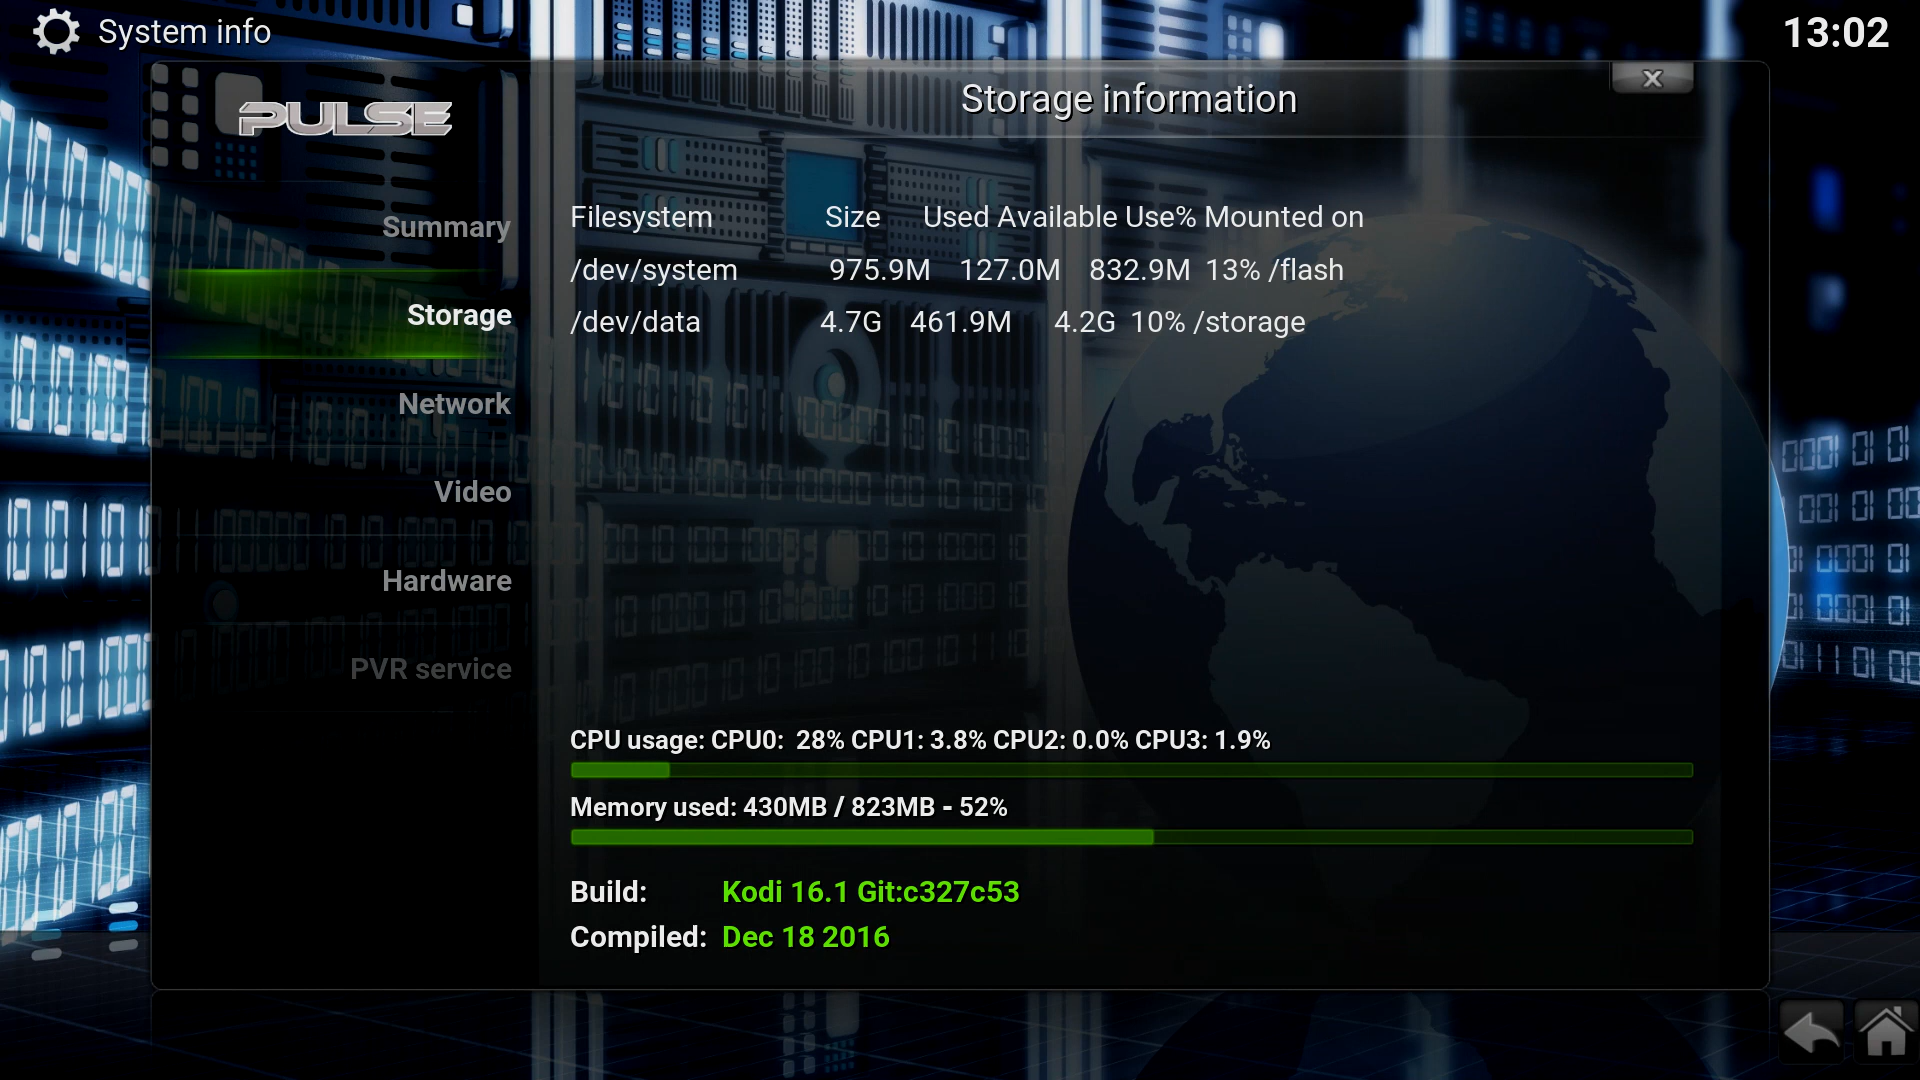 System info
13:02
PULSE
Storage information
x
Summary
Storage
Network
Video
Hardware
PVR service
Filesystem Size Used Available Use% Mounted on
/dev/system 975.9M 127.0M 832.9M 13% /flash
/dev/data 4.7G 461.9M 4.2G 10% /storage
CPU usage: CPU0: 28% CPU1: 3.8% CPU2: 0.0% CPU3: 1.9%
Memory used: 430MB / 823MB - 52%
Build: Kodi 16.1 Git:c327c53
Compiled: Dec 18 2016